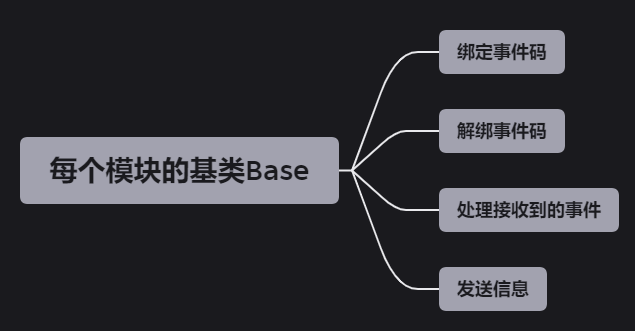 每个模块的基类Base
绑定事件码
解绑事件码
处理接收到的事件
发送信息